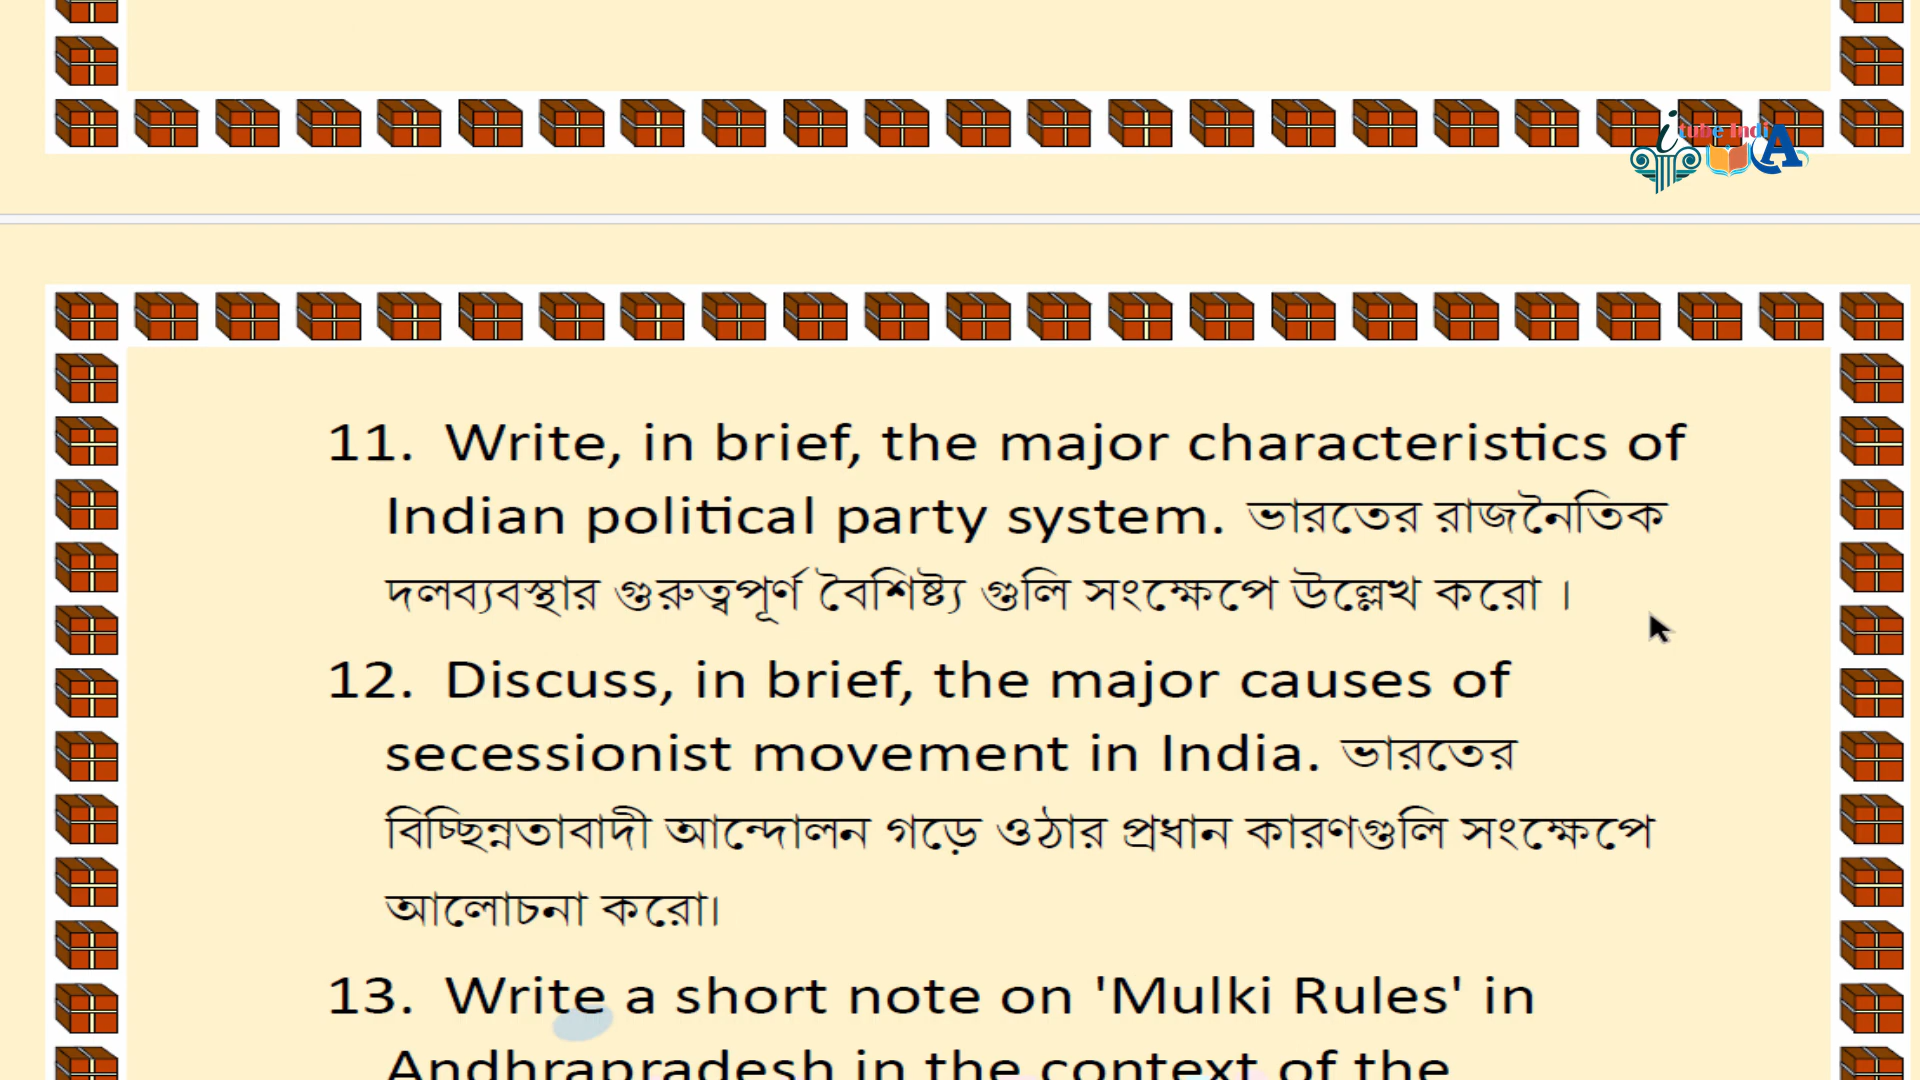 i tube IndiA
11. Write, in brief, the major characteristics of
Indian political party system. ভারতের রাজনৈতিক
দলব্যবস্থার গুরুত্বপূর্ণ বৈশিষ্ট্য গুলি সংক্ষেপে উল্লেখ করো ।
12. Discuss, in brief, the major causes of
secessionist movement in India. ভারতের
বিচ্ছিন্নতাবাদী আন্দোলন গড়ে ওঠার প্রধান কারণগুলি সংক্ষেপে
আলোচনা করো।
13. Write a short note on 'Mulki Rules' in
Andhrapradesh in the context of the